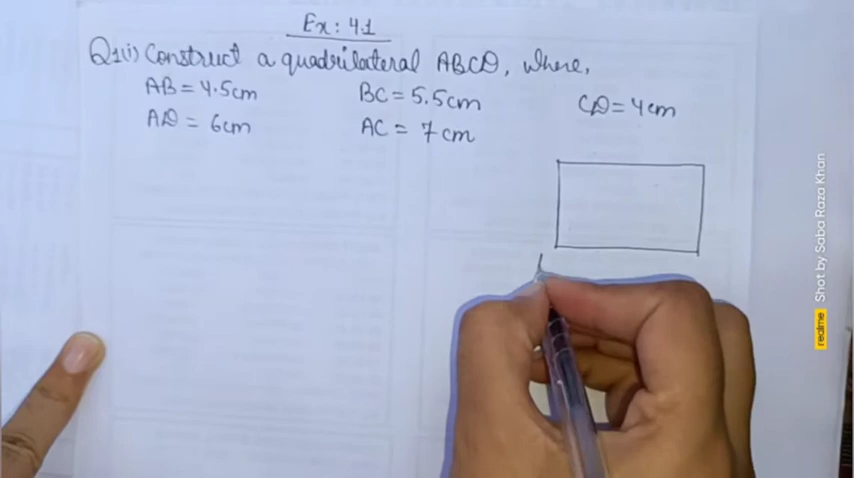 Ex: 4.1
Q1(i) Construct a quadrilateral ABCD, where,
AB = 4.5cm BC = 5.5cm CD = 4cm
AD = 6cm AC = 7cm
realme Shot by Saba Raza Khan